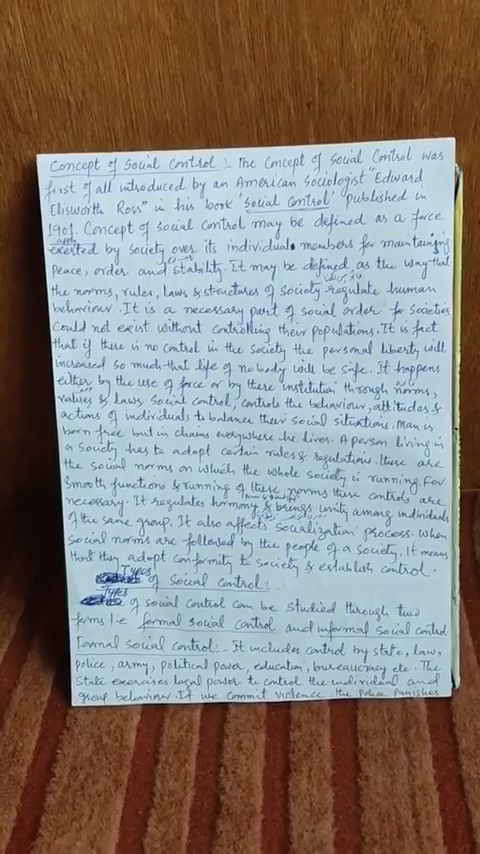 Concept of Social Control :- The Concept of Social Control was
first of all introduced by an American Sociologist "Edward
Elisworth Ross" in his book 'Social Control' published in
1901. Concept of social control may be defined as a force
apply
exerted by society over its individual members for maintaining
Peace, order and stability. It may be defined as the way that
the norms, rules, laws & structures of society regulate human
behaviour. It is a necessary part of social order for societies
could not exist without controlling their populations. It is fact
that if there is no control in the society the personal liberty will
increased so much that life of no body will be safe. It happens
either by the use of force or by these institution through norms,
values & laws, social control, controls the behaviour, attitudes &
actions of individuals to balance their social situations. Man is
born free but in chains everywhere he lives. A person living in
a society has to adopt certain rules & regulations. These are
the social norms on which the whole society is running. For
smooth functions & running of these norms these controls are
necessary. It regulates hormony & brings unity among individuals
of the same group. It also affects Sourlization process. When
social norms are followed by the people of a society. It means
that they adopt conformity to society & establish control.
Types
of Social Control:
Types
of social control can be studied through two
forms i.e formal social control and informal social control
Formal social control:- It includes control by state, law,
police, army, political power, education, bureaucracy etc. The
State exercises legal power to control the individual and
group behaviour. If we commit violence, the police punishes